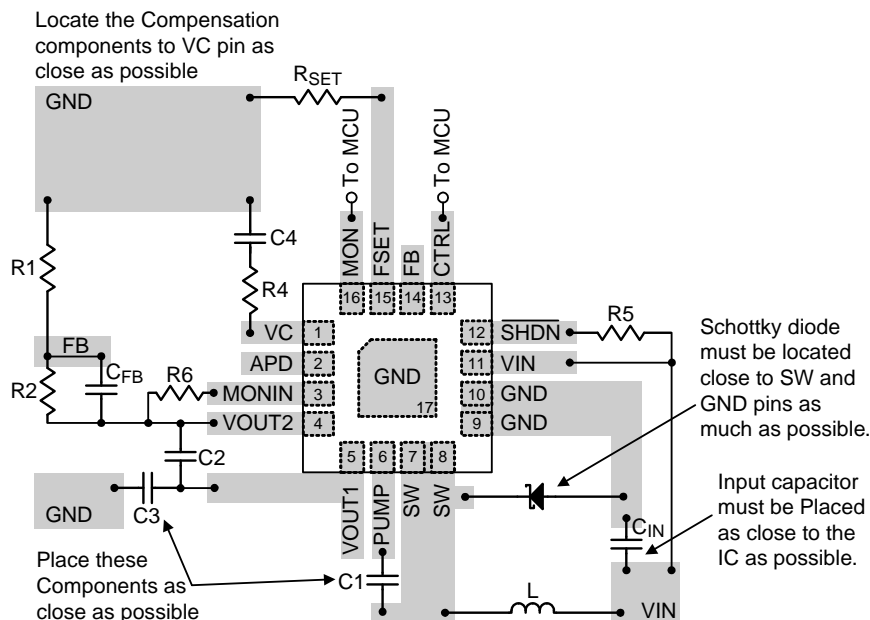 Locate the Compensation
components to VC pin as
close as possible
GND
RSET
To MCU
To MCU
C4
R1
R4
MON
FSET
FB
CTRL
16
15
14
13
VC
1
12
SHDN
R5
APD
2
11
VIN
FB
CFB
R2
R6
MONIN
3
GND
17
10
GND
VOUT2
4
9
GND
5
6
7
8
VOUT1
PUMP
SW
SW
C2
C3
GND
C1
CIN
L
VIN
Schottky diode
must be located
close to SW and
GND pins as
much as possible.
Input capacitor
must be Placed
as close to the
IC as possible.
Place these
Components as
close as possible